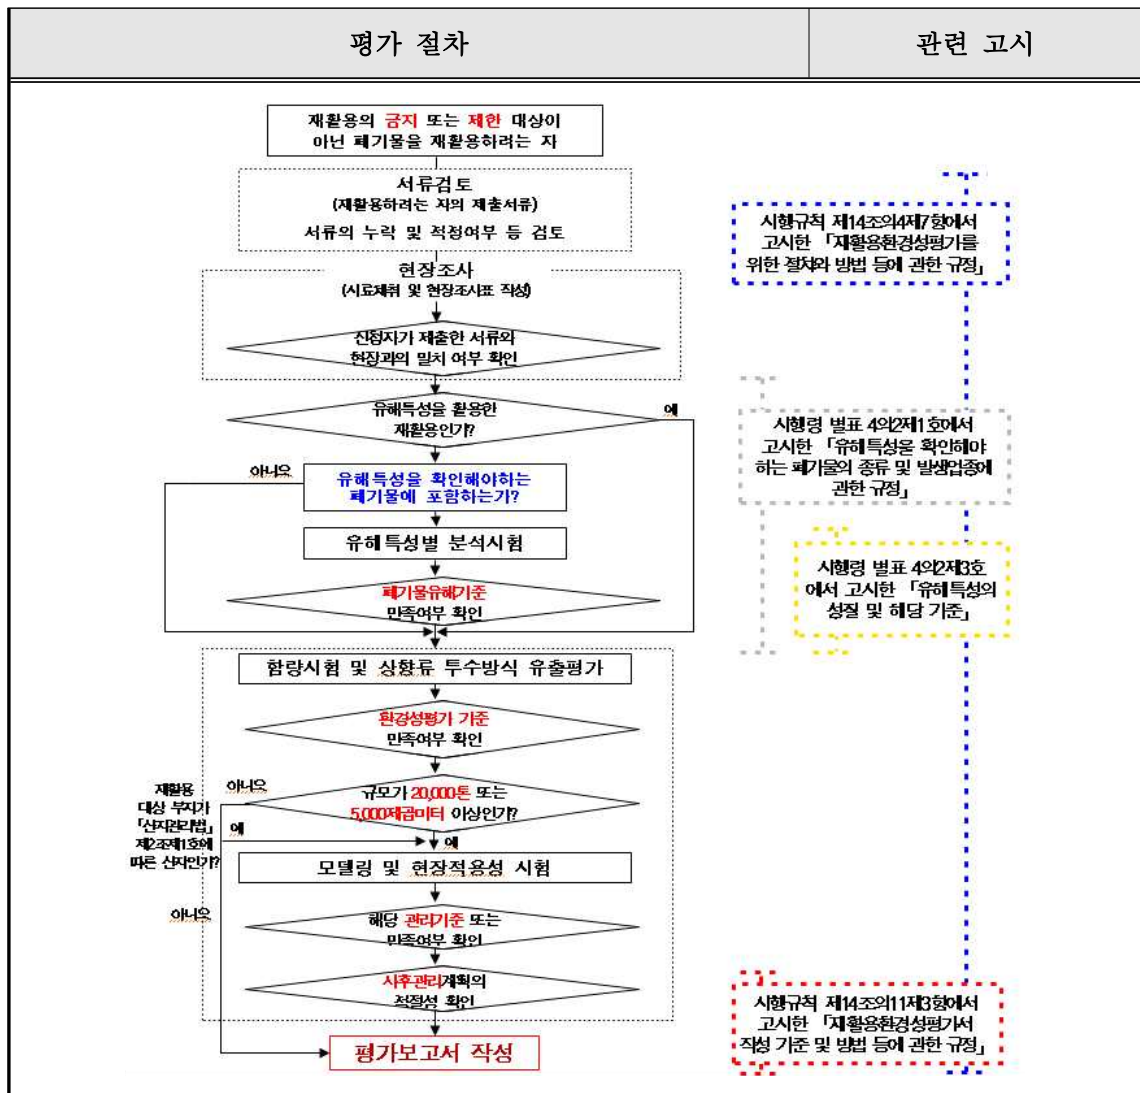 평가 절차
관련 고시
재활용의 금지 또는 제한 대상이
아닌 폐기물을 재활용하려는 자
서류검토
(재활용하려는 자의 제출서류)
서류의 누락 및 적정여부 등 검토
현장조사
(시료채취 및 현장조사표 작성)
신청자가 제출한 서류와
현장과의 일치 여부 확인
유해특성을 활용한
재활용인가?
예
아니오
유해특성을 확인해야하는
폐기물에 포함하는가?
유해특성별 분석시험
폐기물유해기준
만족여부 확인
함량시험 및 상향류 투수방식 유출평가
환경성평가 기준
만족여부 확인
규모가 20,000톤 또는
5,000제곱미터 이상인가?
아니오
재활용
대상 부지가
「산지관리법」
제2조제1호에
따른 산지인가?
예
예
모델링 및 현장적용성 시험
아니오
해당 관리기준 또는
만족여부 확인
사후관리계획의
적절성 확인
평가보고서 작성
시행규칙 제14조의4제7항에서
고시한 「재활용환경성평가를
위한 절차와 방법 등에 관한 규정」
시행령 별표 4의2제1호에서
고시한 「유해특성을 확인해야
하는 폐기물의 종류 및 발생업종에
관한 규정」
시행령 별표 4의2제3호
에서 고시한 「유해특성의
성질 및 해당 기준」
시행규칙 제14조의11제3항에서
고시한 「재활용환경성평가서
작성 기준 및 방법 등에 관한 규정」